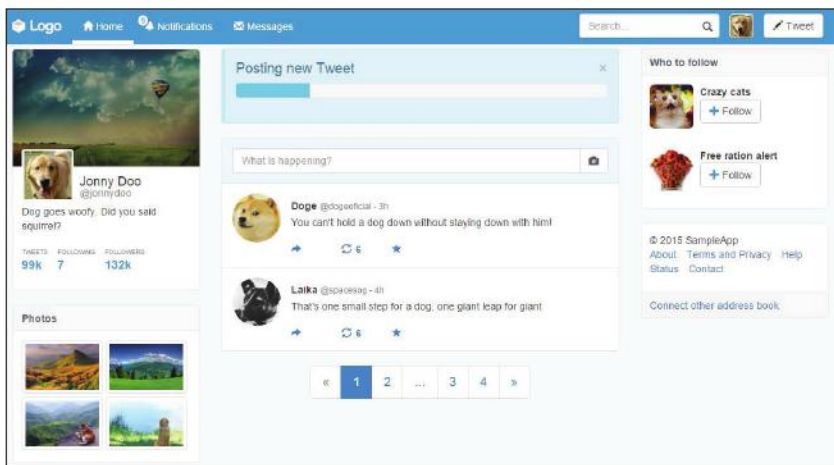 Logo Home Notifications Messages Search... Tweet
Jonny Doo
@jonnydoo
Dog goes woofy. Did you said
squirrel?
TWEETS FOLLOWING FOLLOWERS
99k 7 132k
Photos
Posting new Tweet ×
What is happening?
Doge @dogeoficial - 3h
You can't hold a dog down without staying down with him!
6
Laika @spacesog - 4h
That's one small step for a dog, one giant leap for giant
6
« 1 2 ... 3 4 »
Who to follow
Crazy cats
+ Follow
Free ration alert
+ Follow
© 2015 SampleApp
About Terms and Privacy Help
Status Contact
Connect other address book